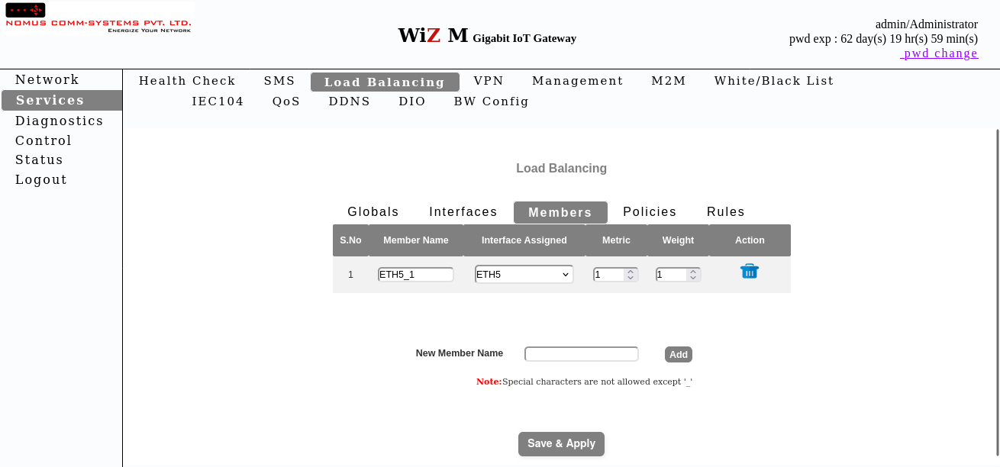 NOMUS COMM-SYSTEMS PVT. LTD.
Energize Your Network
WiZ M Gigabit IoT Gateway
admin/Administrator
pwd exp : 62 day(s) 19 hr(s) 59 min(s)
pwd change
Network
Services
Diagnostics
Control
Status
Logout
Health Check SMS Load Balancing VPN Management M2M White/Black List
IEC104 QoS DDNS DIO BW Config
Load Balancing
Globals Interfaces Members Policies Rules
S.No Member Name Interface Assigned Metric Weight Action
1 ETH5_1 ETH5 1 1
New Member Name Add
Note:Special characters are not allowed except '_'
Save & Apply